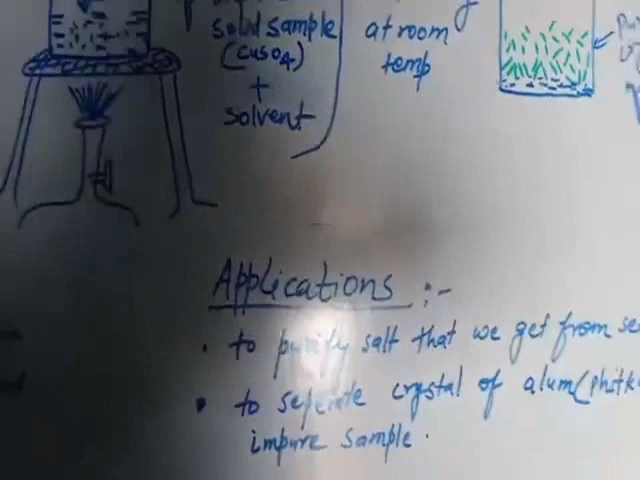 solid sample
(CuSO4)
+
solvent
at room
temp
Applications :-
• to purify salt that we get from se
• to seperate crystal of alum (phitk
impure sample.